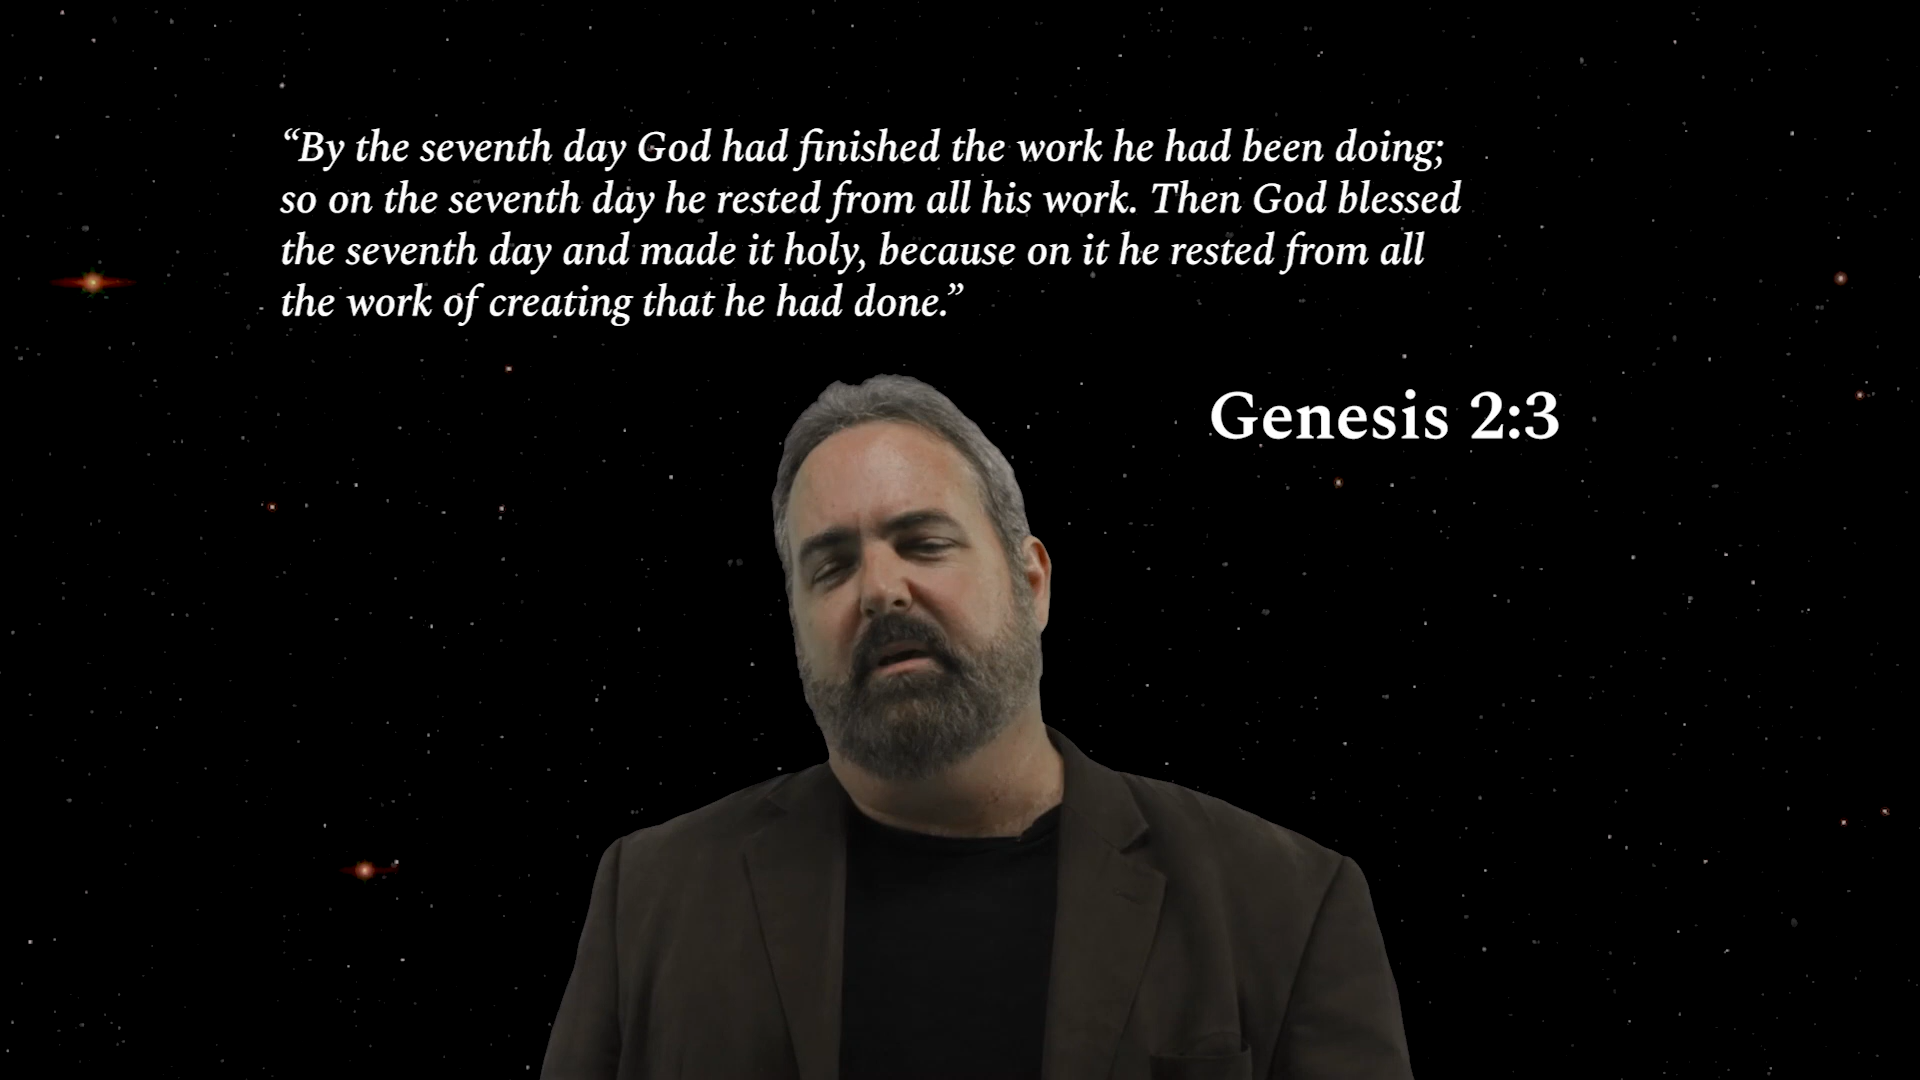 “By the seventh day God had finished the work he had been doing;
so on the seventh day he rested from all his work. Then God blessed
the seventh day and made it holy, because on it he rested from all
the work of creating that he had done.”
Genesis 2:3